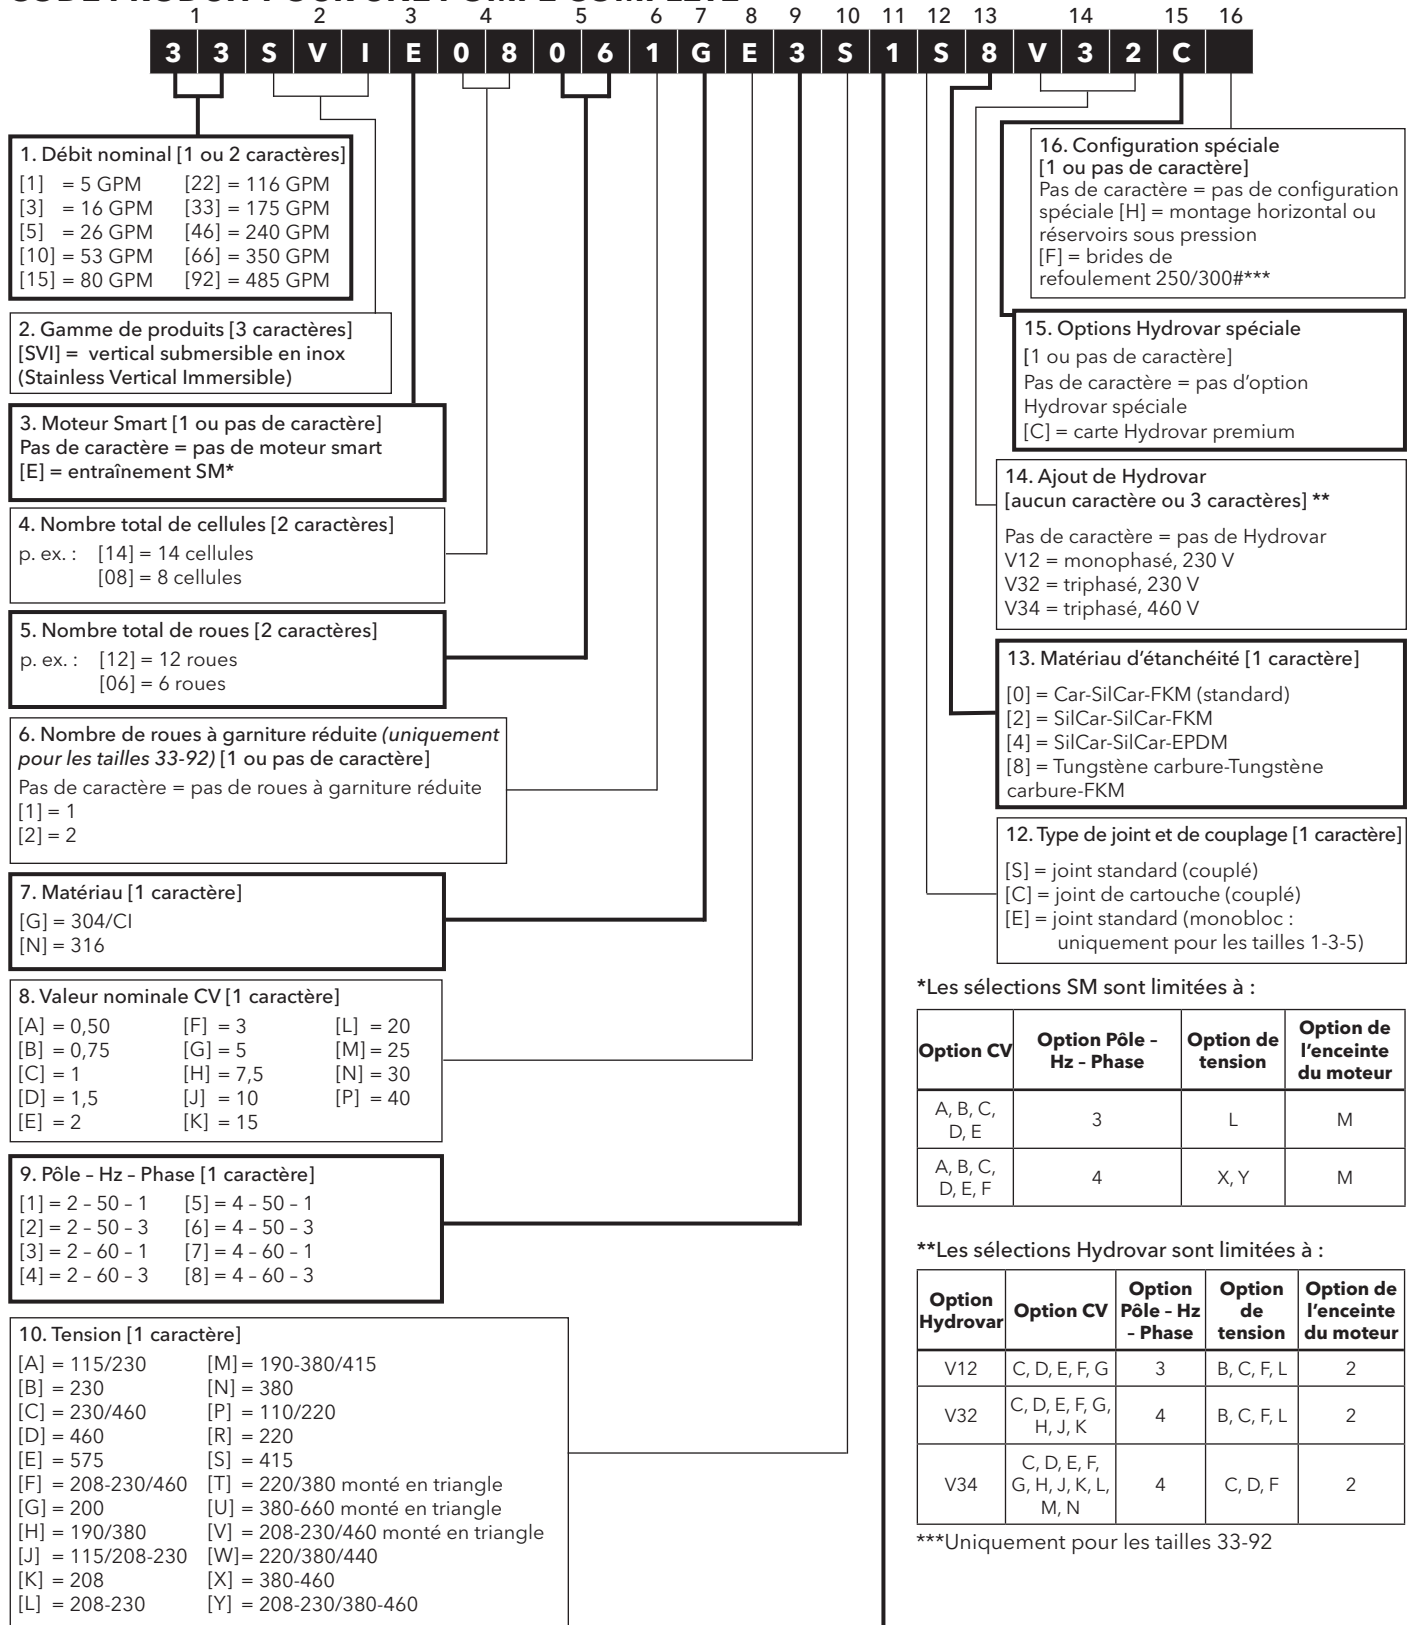 CODE PRODUIT POUR UNE POMPE COMPLÈTE
1 2 3 4 5 6 7 8 9 10 11 12 13 14 15 16
3 3 S V I E 0 8 0 6 1 G E 3 S 1 S 8 V 3 2 C
1. Débit nominal [1 ou 2 caractères]
[1] = 5 GPM [22] = 116 GPM
[3] = 16 GPM [33] = 175 GPM
[5] = 26 GPM [46] = 240 GPM
[10] = 53 GPM [66] = 350 GPM
[15] = 80 GPM [92] = 485 GPM
2. Gamme de produits [3 caractères]
[SVI] = vertical submersible en inox
(Stainless Vertical Immersible)
3. Moteur Smart [1 ou pas de caractère]
Pas de caractère = pas de moteur smart
[E] = entraînement SM*
4. Nombre total de cellules [2 caractères]
p. ex. : [14] = 14 cellules
[08] = 8 cellules
5. Nombre total de roues [2 caractères]
p. ex. : [12] = 12 roues
[06] = 6 roues
6. Nombre de roues à garniture réduite (uniquement
pour les tailles 33-92) [1 ou pas de caractère]
Pas de caractère = pas de roues à garniture réduite
[1] = 1
[2] = 2
7. Matériau [1 caractère]
[G] = 304/CI
[N] = 316
8. Valeur nominale CV [1 caractère]
[A] = 0,50 [F] = 3 [L] = 20
[B] = 0,75 [G] = 5 [M] = 25
[C] = 1 [H] = 7,5 [N] = 30
[D] = 1,5 [J] = 10 [P] = 40
[E] = 2 [K] = 15
9. Pôle – Hz – Phase [1 caractère]
[1] = 2 – 50 – 1 [5] = 4 – 50 – 1
[2] = 2 – 50 – 3 [6] = 4 – 50 – 3
[3] = 2 – 60 – 1 [7] = 4 – 60 – 1
[4] = 2 – 60 – 3 [8] = 4 – 60 – 3
10. Tension [1 caractère]
[A] = 115/230 [M] = 190-380/415
[B] = 230 [N] = 380
[C] = 230/460 [P] = 110/220
[D] = 460 [R] = 220
[E] = 575 [S] = 415
[F] = 208-230/460 [T] = 220/380 monté en triangle
[G] = 200 [U] = 380-660 monté en triangle
[H] = 190/380 [V] = 208-230/460 monté en triangle
[J] = 115/208-230 [W] = 220/380/440
[K] = 208 [X] = 380-460
[L] = 208-230 [Y] = 208-230/380-460
16. Configuration spéciale
[1 ou pas de caractère]
Pas de caractère = pas de configuration
spéciale [H] = montage horizontal ou
réservoirs sous pression
[F] = brides de
refoulement 250/300#***
15. Options Hydrovar spéciale
[1 ou pas de caractère]
Pas de caractère = pas d’option
Hydrovar spéciale
[C] = carte Hydrovar premium
14. Ajout de Hydrovar
[aucun caractère ou 3 caractères] **
Pas de caractère = pas de Hydrovar
V12 = monophasé, 230 V
V32 = triphasé, 230 V
V34 = triphasé, 460 V
13. Matériau d’étanchéité [1 caractère]
[0] = Car-SilCar-FKM (standard)
[2] = SilCar-SilCar-FKM
[4] = SilCar-SilCar-EPDM
[8] = Tungstène carbure-Tungstène
carbure-FKM
12. Type de joint et de couplage [1 caractère]
[S] = joint standard (couplé)
[C] = joint de cartouche (couplé)
[E] = joint standard (monobloc :
uniquement pour les tailles 1-3-5)
*Les sélections SM sont limitées à :
Option CV
Option Pôle –
Hz – Phase
Option de
tension
Option de
l’enceinte
du moteur
A, B, C,
D, E
3 L M
A, B, C,
D, E, F
4 X, Y M
**Les sélections Hydrovar sont limitées à :
Option
Hydrovar
Option CV
Option
Pôle – Hz
– Phase
Option
de
tension
Option de
l’enceinte
du moteur
V12 C, D, E, F, G 3 B, C, F, L 2
V32
C, D, E, F, G,
H, J, K
4 B, C, F, L 2
V34
C, D, E, F,
G, H, J, K, L,
M, N
4 C, D, F 2
***Uniquement pour les tailles 33-92